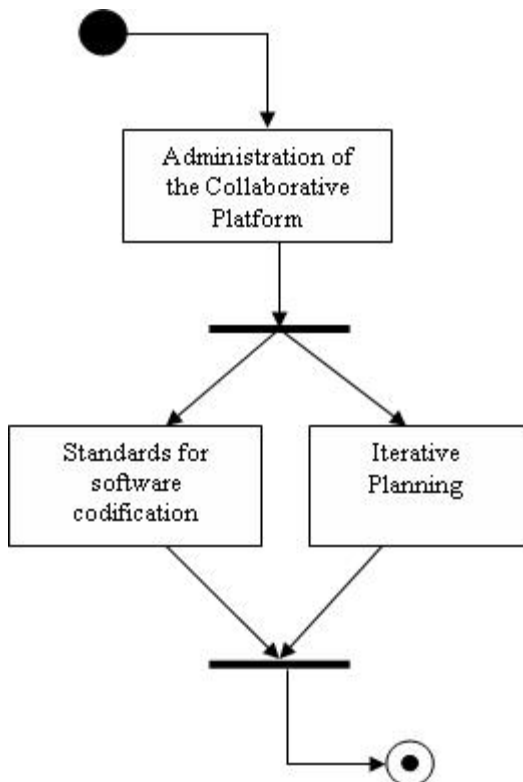 Administration of
the Collaborative
Platform
Standards for
software
codification
Iterative
Planning